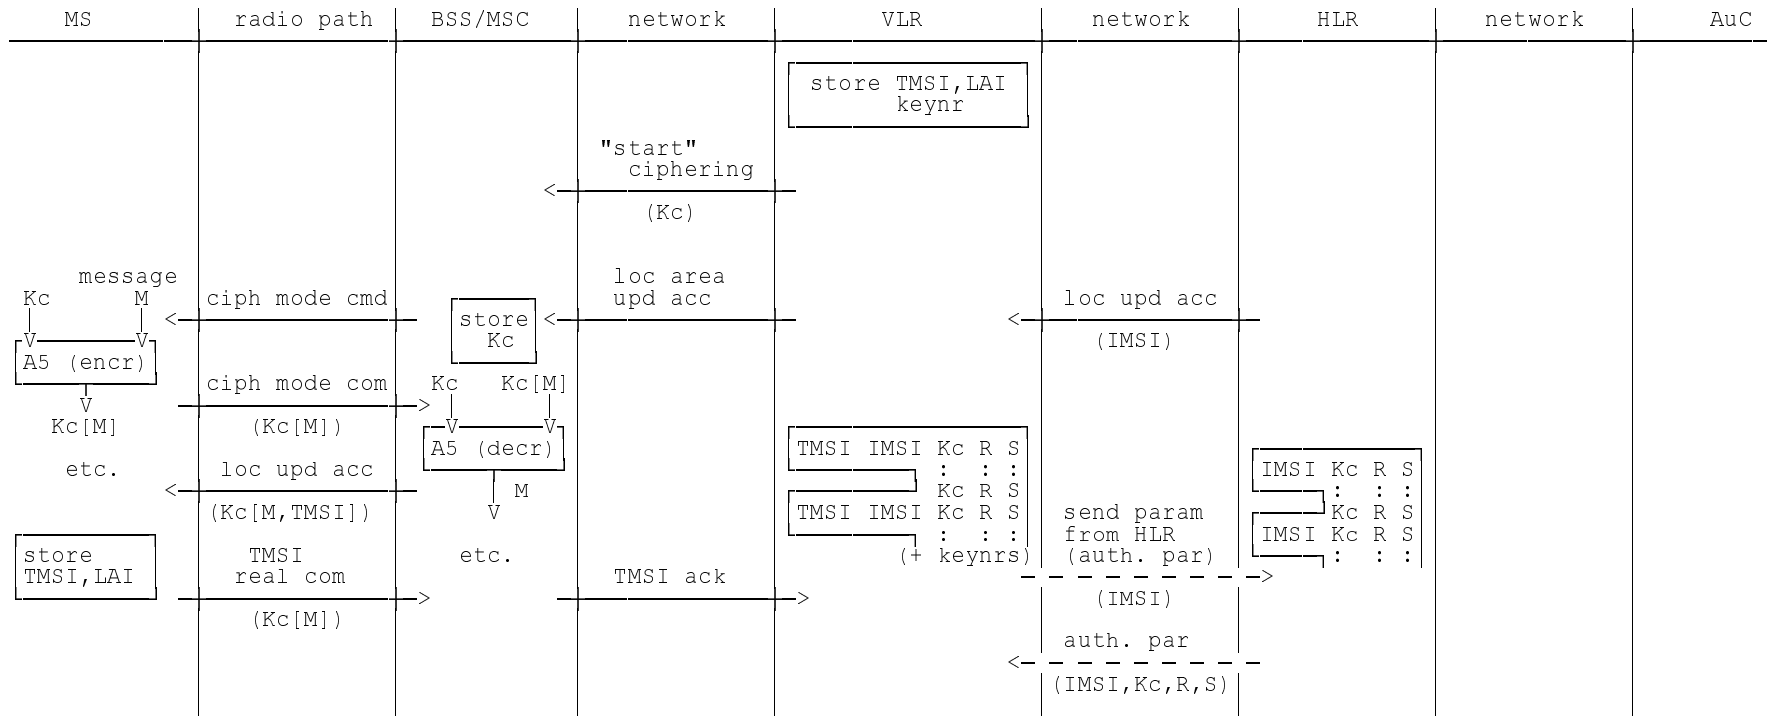 MS radio path BSS/MSC network VLR network HLR network AuC
store TMSI,LAI
keynr
"start"
ciphering
<
(Kc)
message loc area
Kc M ciph mode cmd upd acc loc upd acc
< store < <
V V Kc (IMSI)
A5 (encr)
ciph mode com Kc Kc[M]
V >
Kc[M] (Kc[M]) V V
A5 (decr) TMSI IMSI Kc R S
etc. loc upd acc : : : IMSI Kc R S
< M Kc R S : : :
(Kc[M,TMSI]) V TMSI IMSI Kc R S send param Kc R S
: : : from HLR IMSI Kc R S
store TMSI etc. (+ keynrs) (auth. par) : : :
TMSI,LAI real com TMSI ack >
> > (IMSI)
(Kc[M])
auth. par
<
(IMSI,Kc,R,S)